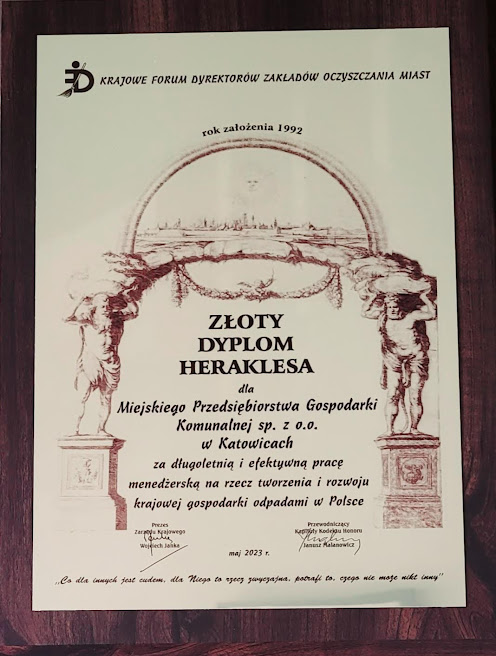 KRAJOWE FORUM DYREKTORÓW ZAKŁADÓW OCZYSZCZANIA MIAST
rok założenia 1992
ZŁOTY
DYPLOM
HERAKLESA
dla
Miejskiego Przedsiębiorstwa Gospodarki
Komunalnej sp. z o.o.
w Katowicach
za długoletnią i efektywną pracę
menedżerską na rzecz tworzenia i rozwoju
krajowej gospodarki odpadami w Polsce
Prezes
Zarządu Krajowego
Wojciech Janka
Przewodniczący
Kapituły Kodeksu Honoru
Janusz Malanowicz
maj 2023 r.
„Co dla innych jest cudem, dla Niego to rzecz zwyczajna, potrafi to, czego nie może nikt inny"